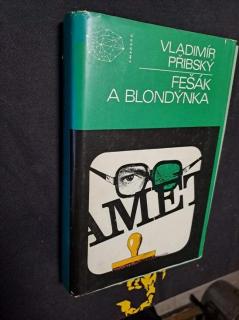 VLADIMÍR
PŘIBSKÝ
FEŠÁK
A BLONDÝNKA
AMET